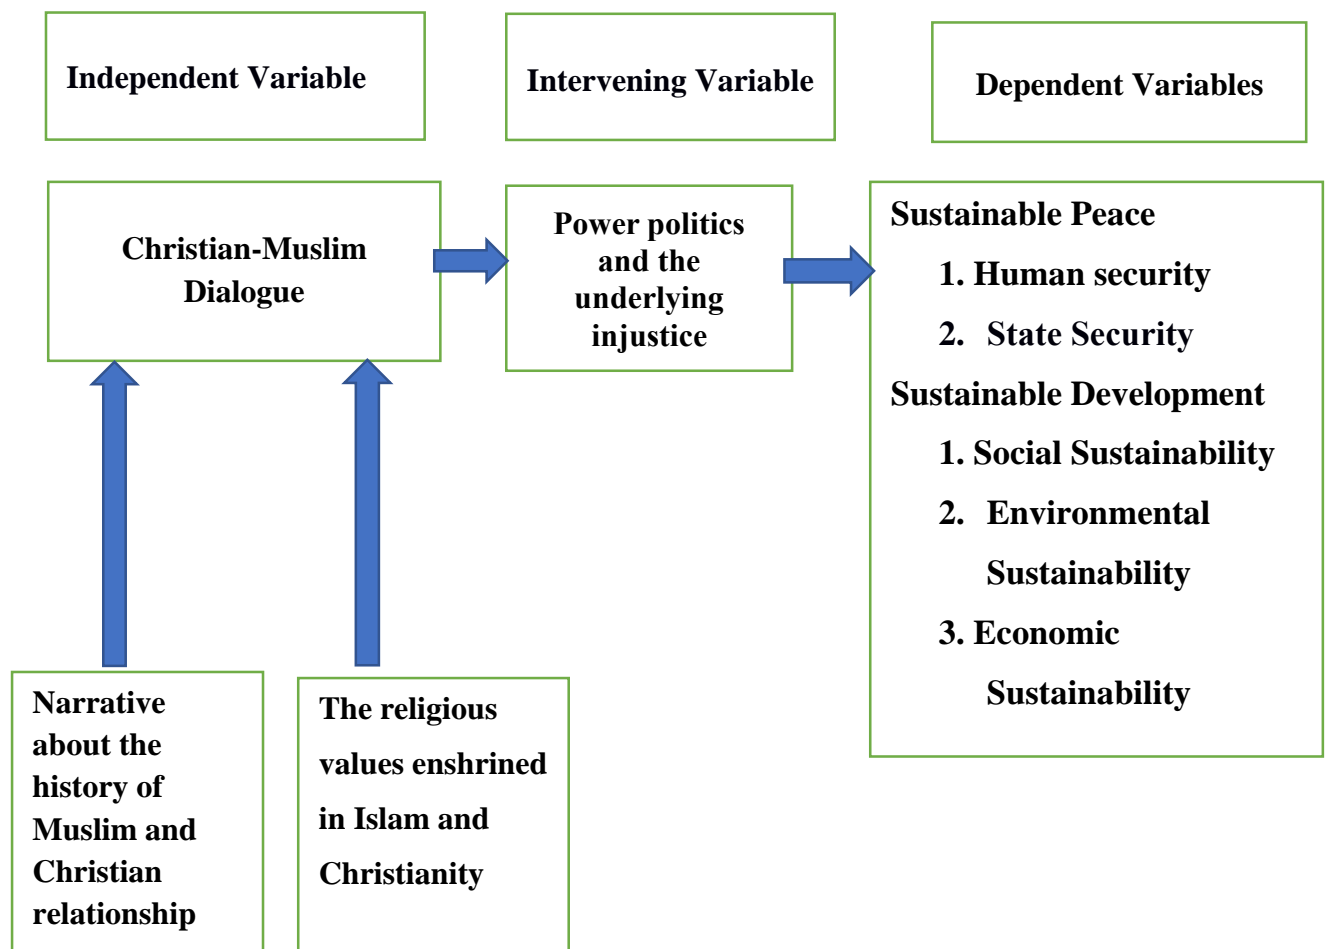 Independent Variable
Intervening Variable
Dependent Variables
Christian-Muslim
Dialogue
Power politics
and the
underlying
injustice
Sustainable Peace
1. Human security
2. State Security
Sustainable Development
1. Social Sustainability
2. Environmental
Sustainability
3. Economic
Sustainability
Narrative
about the
history of
Muslim and
Christian
relationship
The religious
values enshrined
in Islam and
Christianity